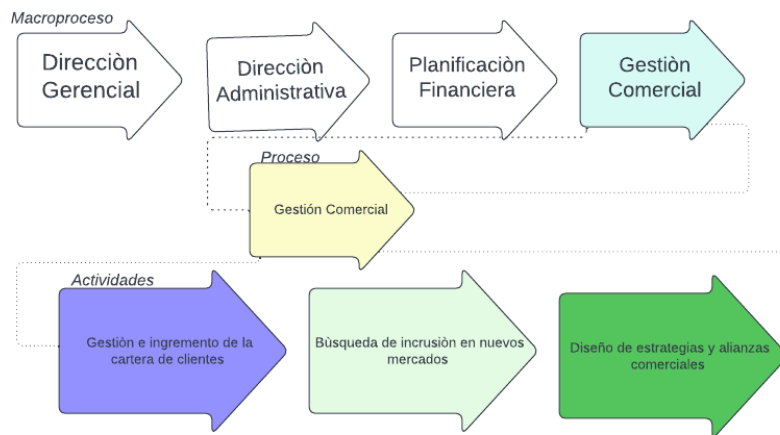 Macroproceso
Direcciòn
Gerencial
Direcciòn
Administrativa
Planificaciòn
Financiera
Gestiòn
Comercial
Proceso
Gestión Comercial
Actividades
Gestiòn e ingremento de la
cartera de clientes
Bùsqueda de incrusiòn en nuevos
mercados
Diseño de estrategias y alianzas
comerciales